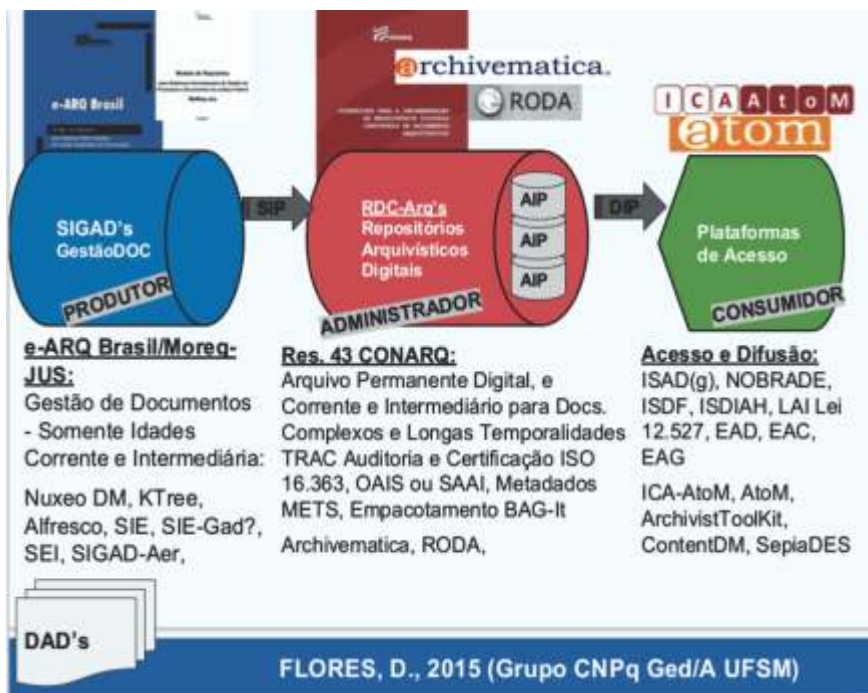 e-ARQ Brasil
archivematica.
RODA
ICAAtoM
atom
SIGAD's
GestãoDOC
PRODUTOR
SIP
RDC-Arq's
Repositórios
Arquivísticos
Digitais
AIP
AIP
AIP
ADMINISTRADOR
DIP
Plataformas
de Acesso
CONSUMIDOR
e-ARQ Brasil/Moreq-
JUS:
Gestão de Documentos
- Somente Idades
Corrente e Intermediária:
Nuxeo DM, KTree,
Alfresco, SIE, SIE-Gad?,
SEI, SIGAD-Aer,
Res. 43 CONARQ:
Arquivo Permanente Digital, e
Corrente e Intermediário para Docs.
Complexos e Longas Temporalidades
TRAC Auditoria e Certificação ISO
16.363, OAIS ou SAAI, Metadados
METS, Empacotamento BAG-It
Archivematica, RODA,
Acesso e Difusão:
ISAD(g), NOBRADE,
ISDF, ISDIAH, LAI Lei
12.527, EAD, EAC,
EAG
ICA-AtoM, AtoM,
ArchivistToolKit,
ContentDM, SepiaDES
DAD's
FLORES, D., 2015 (Grupo CNPq Ged/A UFSM)